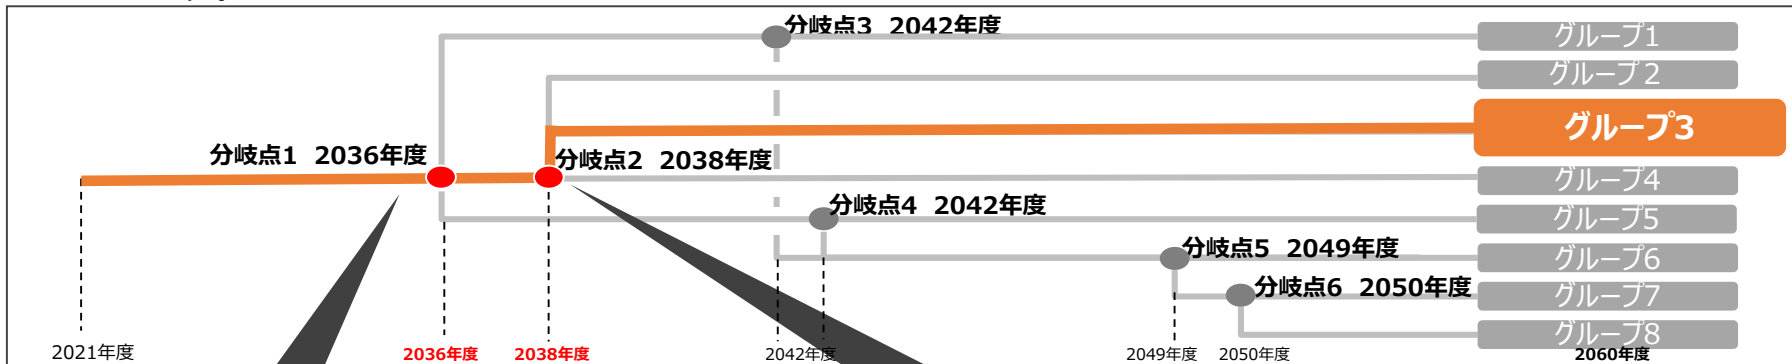 分岐点3 2042年度
グループ1
グループ2
グループ3
分岐点1 2036年度
分岐点2 2038年度
グループ4
分岐点4 2042年度
グループ5
分岐点5 2049年度
グループ6
分岐点6 2050年度
グループ7
グループ8
2021年度
2036年度
2038年度
2042年度
2049年度
2050年度
2060年度